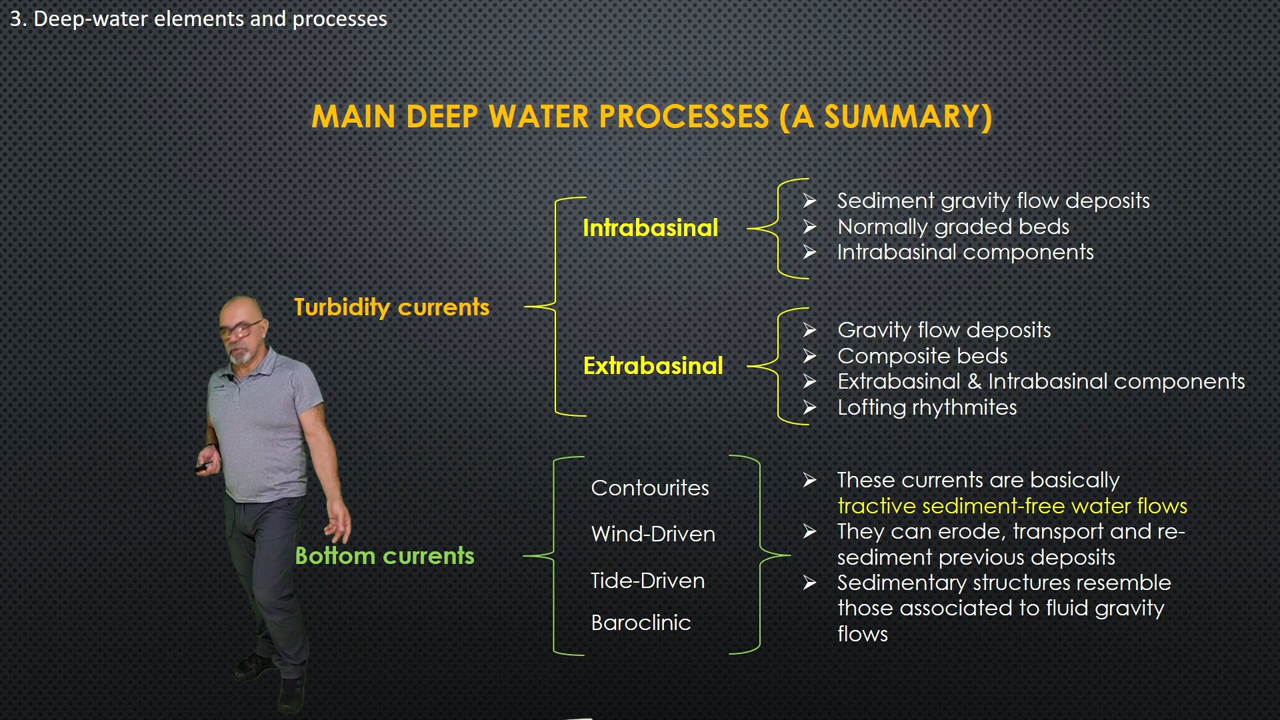 3. Deep-water elements and processes
MAIN DEEP WATER PROCESSES (A SUMMARY)
Turbidity currents
Intrabasinal
Sediment gravity flow deposits
Normally graded beds
Intrabasinal components
Extrabasinal
Gravity flow deposits
Composite beds
Extrabasinal & Intrabasinal components
Lofting rhythmites
Bottom currents
Contourites
Wind-Driven
Tide-Driven
Baroclinic
These currents are basically
tractive sediment-free water flows
They can erode, transport and re-
sediment previous deposits
Sedimentary structures resemble
those associated to fluid gravity
flows